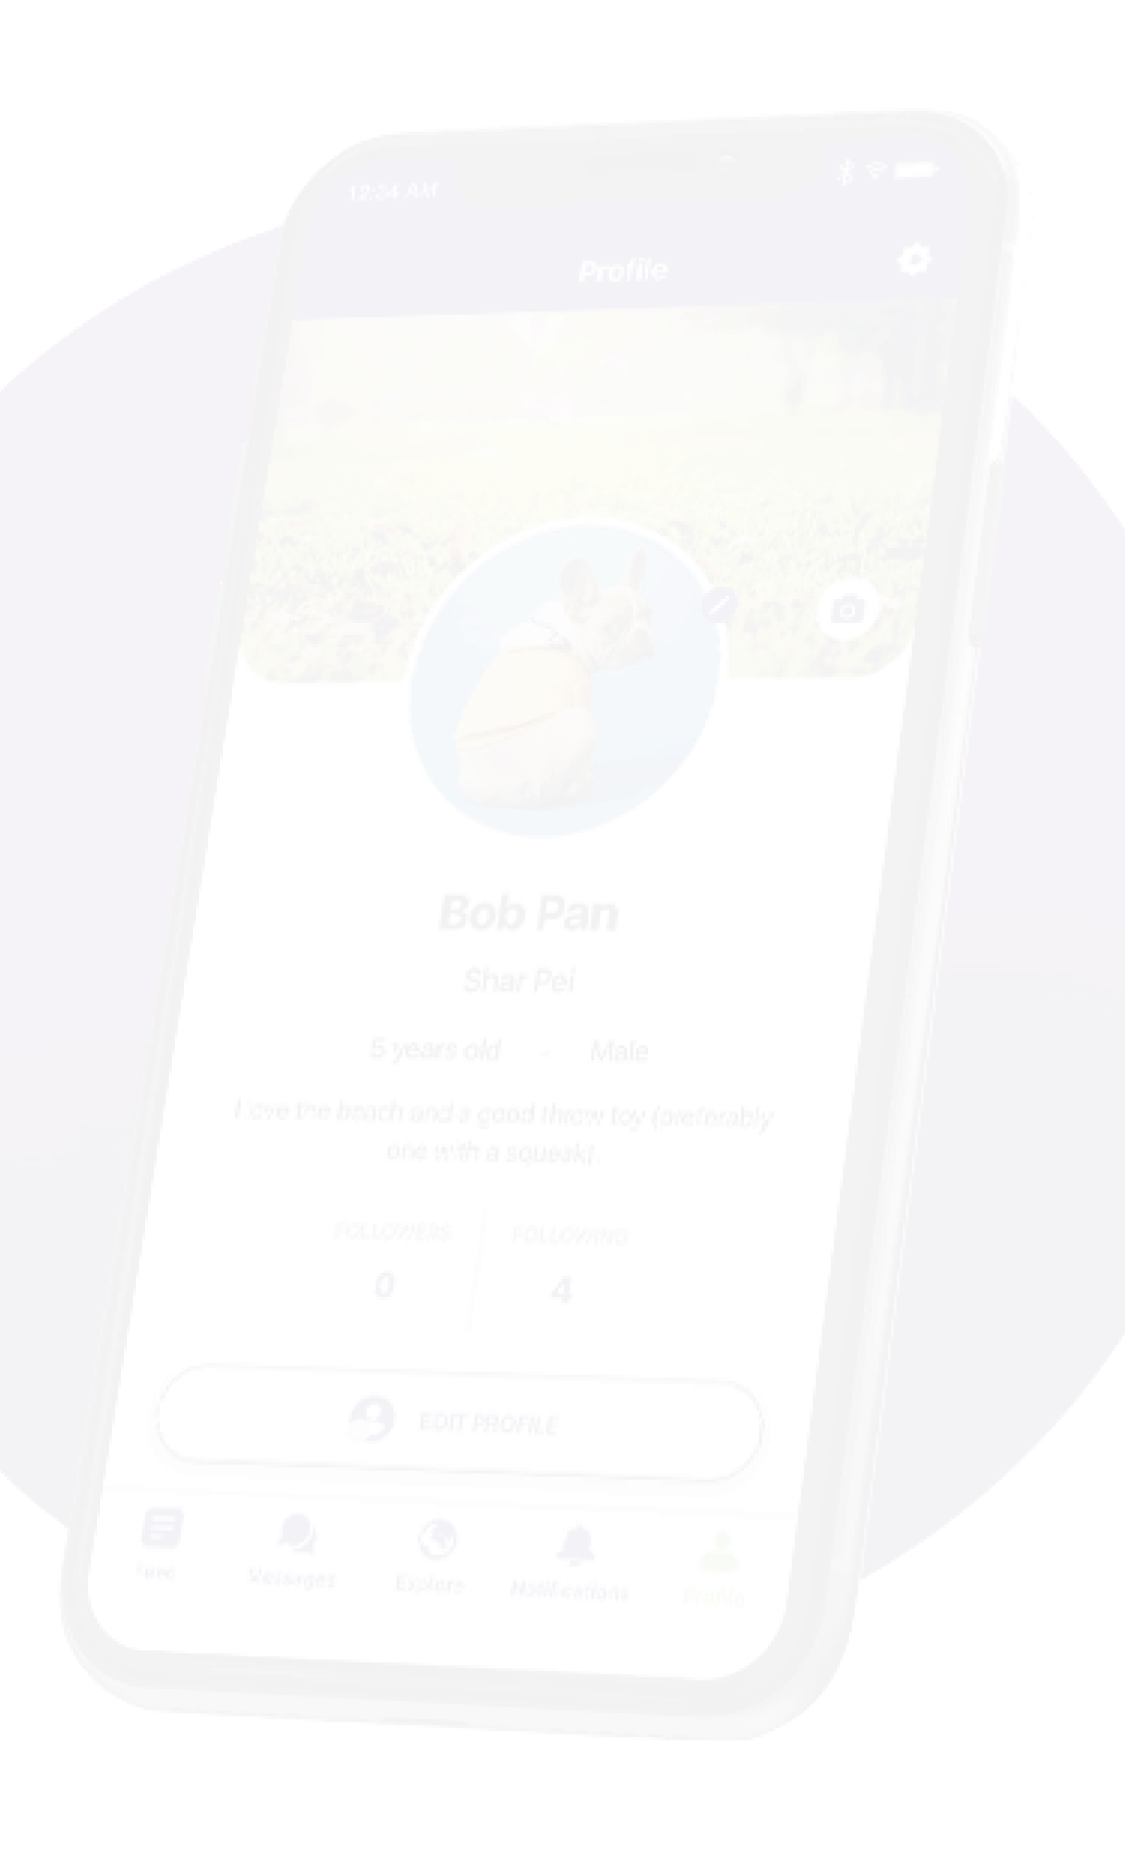 12:04 AM
Profile
Bob Pan
Shar Pei
5 years old - Male
I love the beach and a good throw toy (preferably
one with a squeak).
FOLLOWERS FOLLOWING
0 4
EDIT PROFILE
Feed Messages Explore Notifications Profile